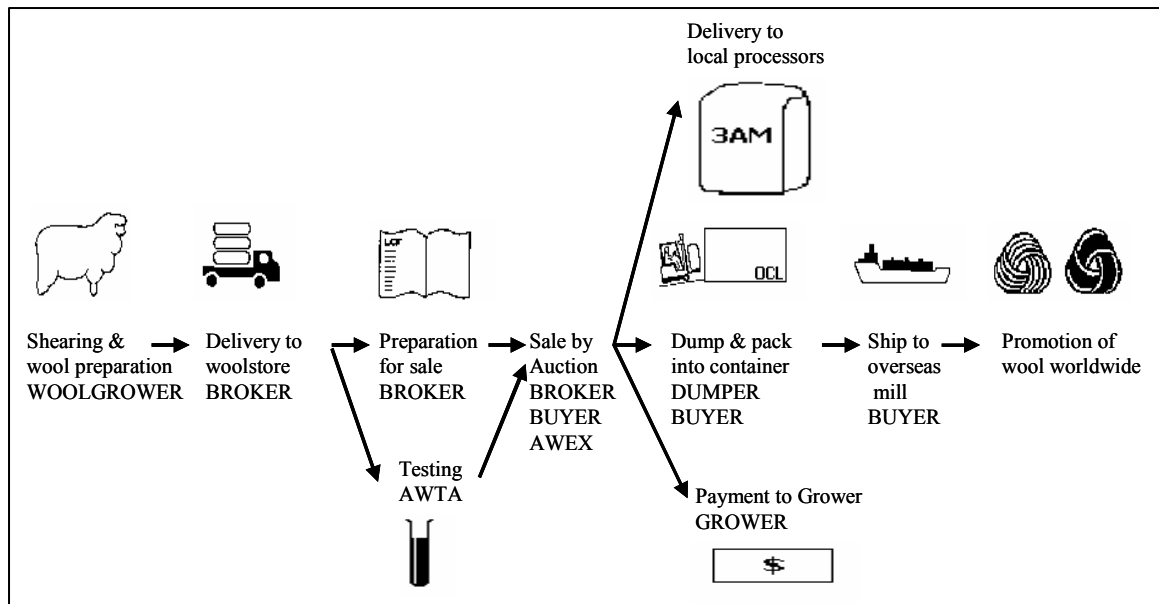 Delivery to
local processors
3AM
LOT
OCL
Shearing &
wool preparation
WOOLGROWER
Delivery to
woolstore
BROKER
Preparation
for sale
BROKER
Sale by
Auction
BROKER
BUYER
AWEX
Dump & pack
into container
DUMPER
BUYER
Ship to
overseas
mill
BUYER
Promotion of
wool worldwide
Testing
AWTA
Payment to Grower
GROWER
$